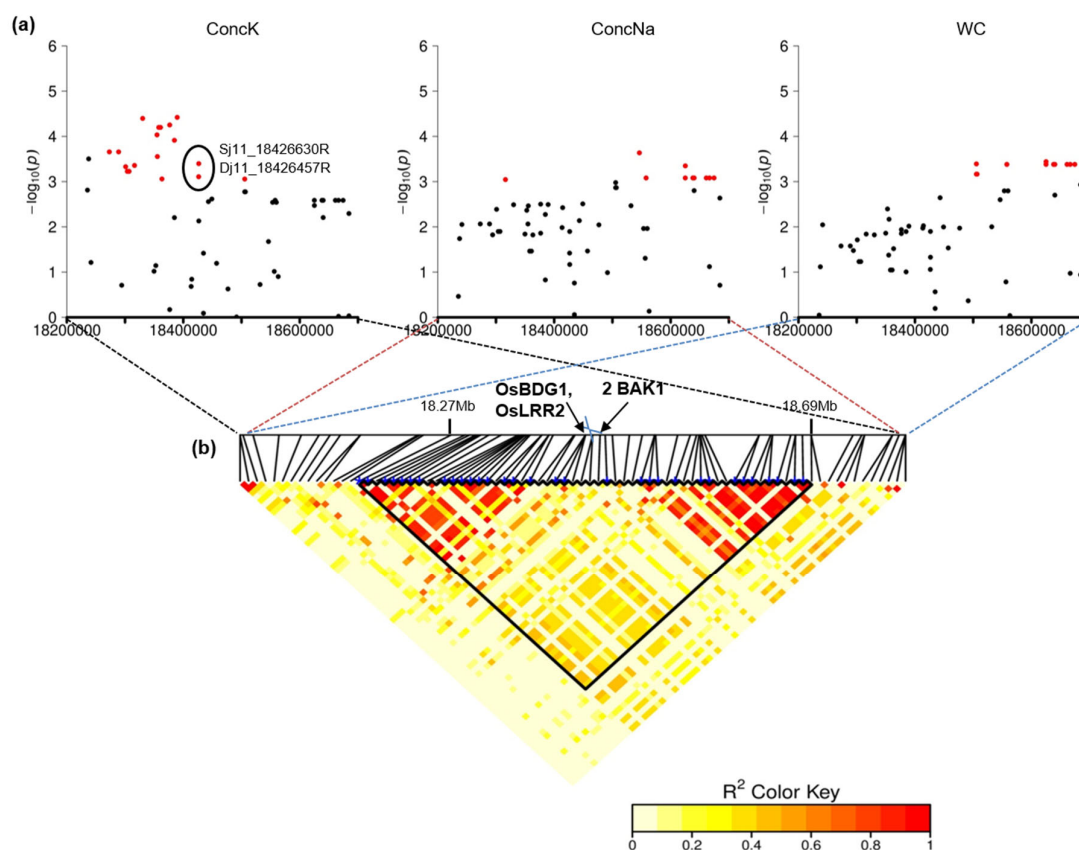 (a)
ConcK
ConcNa
WC
6
5
4
3
2
1
0
−log10(p)
Sj11_18426630R
Dj11_18426457R
18200000
18400000
18600000
6
5
4
3
2
1
0
−log10(p)
18200000
18400000
18600000
6
5
4
3
2
1
0
−log10(p)
18200000
18400000
18600000
OsBDG1,
OsLRR2
2 BAK1
18.27Mb
18.69Mb
(b)
R² Color Key
0 0.2 0.4 0.6 0.8 1